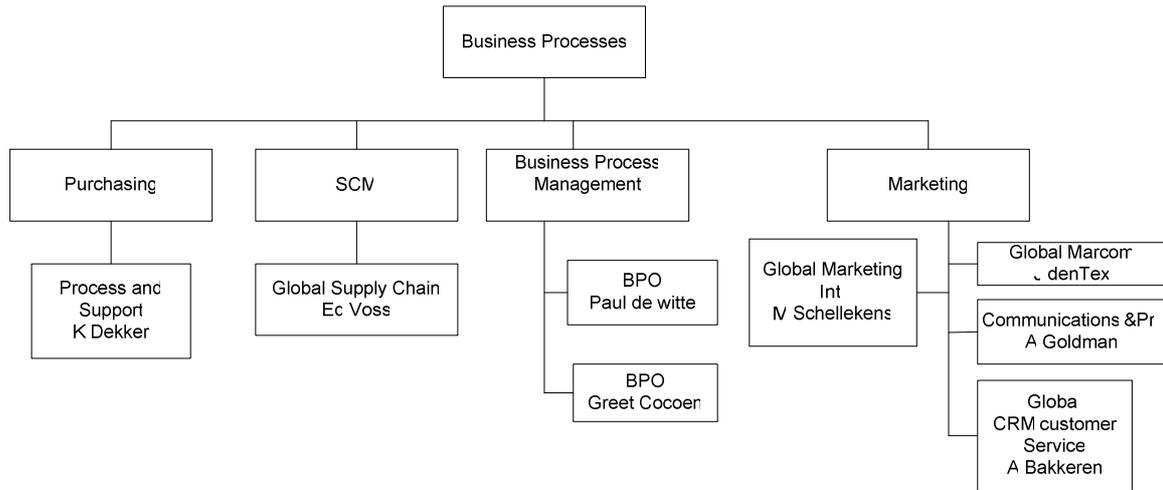 Business Processes
Purchasing
SCM
Business Process
Management
Marketing
Process and
Support
K Dekker
Global Supply Chain
Ed Voss
BPO
Paul de witte
BPO
Greet Cocoen
Global Marketing
Int
M Schellekens
Global Marcom
denTex
Communications &Pr
A Goldman
Globa
CRM customer
Service
A Bakkeren